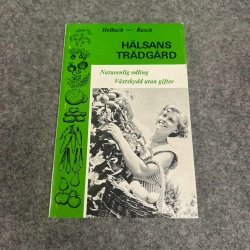 Helbach — Rusch
HÄLSANS
TRÄDGÅRD
Naturenlig odling
Växtskydd utan gifter